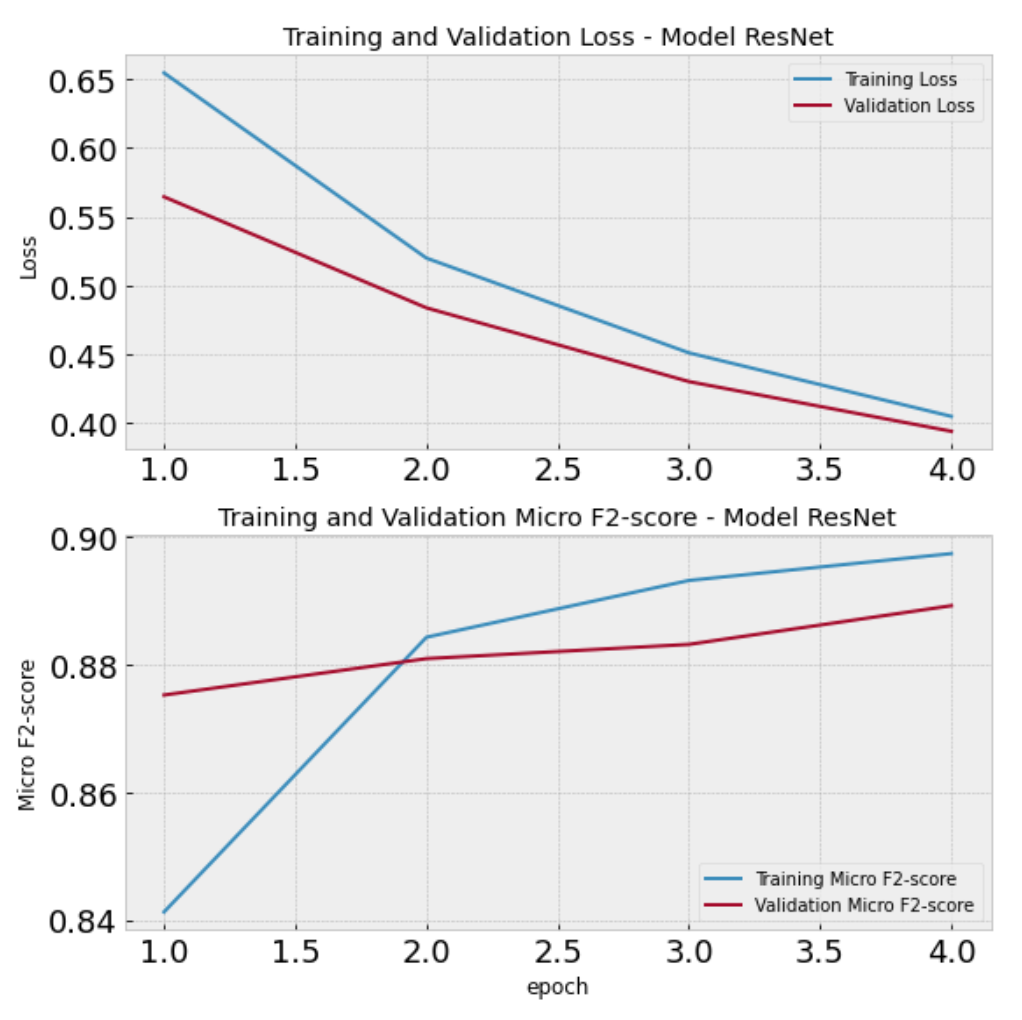 Training and Validation Loss - Model ResNet
Training Loss
Validation Loss
0.65
0.60
0.55
0.50
0.45
0.40
Loss
1.0 1.5 2.0 2.5 3.0 3.5 4.0
Training and Validation Micro F2-score - Model ResNet
0.90
0.88
0.86
0.84
Micro F2-score
Training Micro F2-score
Validation Micro F2-score
1.0 1.5 2.0 2.5 3.0 3.5 4.0
epoch